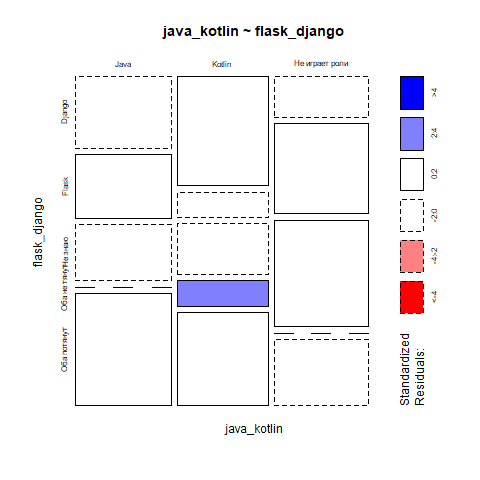 java_kotlin ~ flask_django
Java
Kotlin
Не играет роли
Django
Flask
Не знаю
Оба не тянут
Оба потянут
flask_django
java_kotlin
>4
2:4
0:2
-2:0
-4:-2
<-4
Standardized
Residuals: